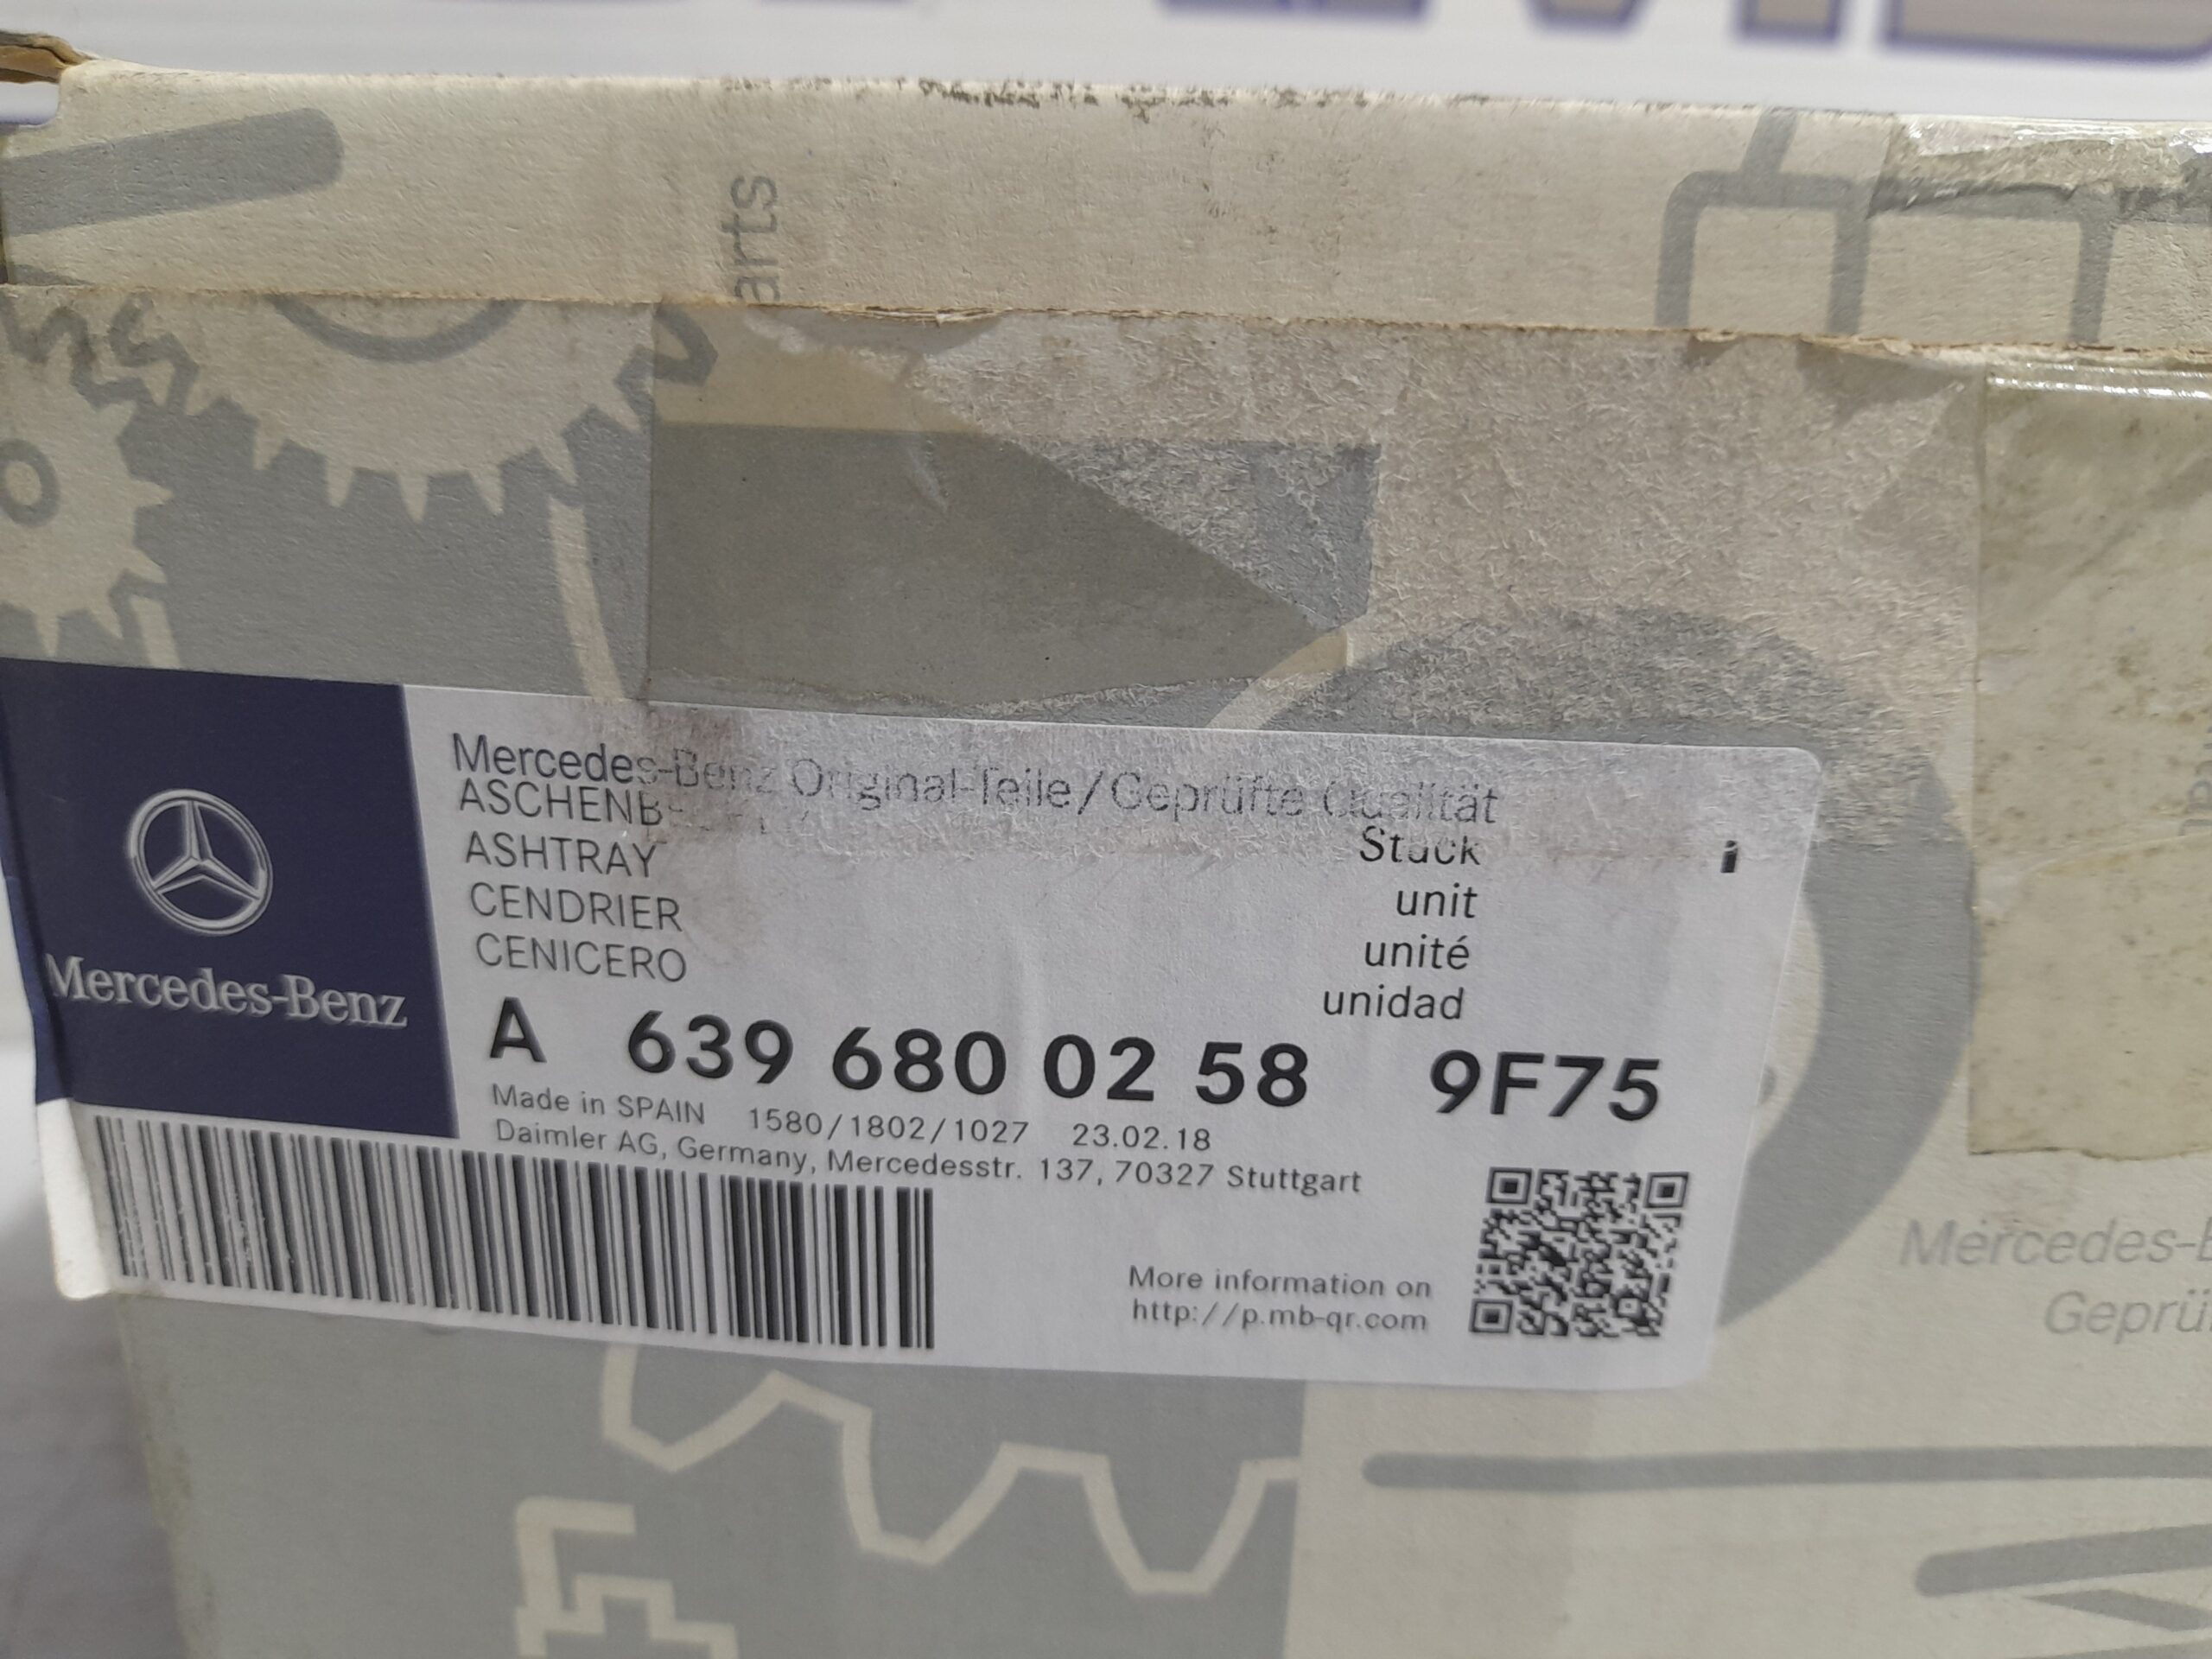 arts
Mercedes-Benz Original-Teile/Geprüfte Qualität
ASHTRAY
Stück
CENDRIER
unit
CENICERO
unité
unidad
Mercedes-Benz
A 639 680 02 58 9F75
Made in SPAIN 1580/1802/1027 23.02.18
Daimler AG, Germany, Mercedesstr. 137, 70327 Stuttgart
More information on
http://p.mb-qr.com
Mercedes-
Geprü